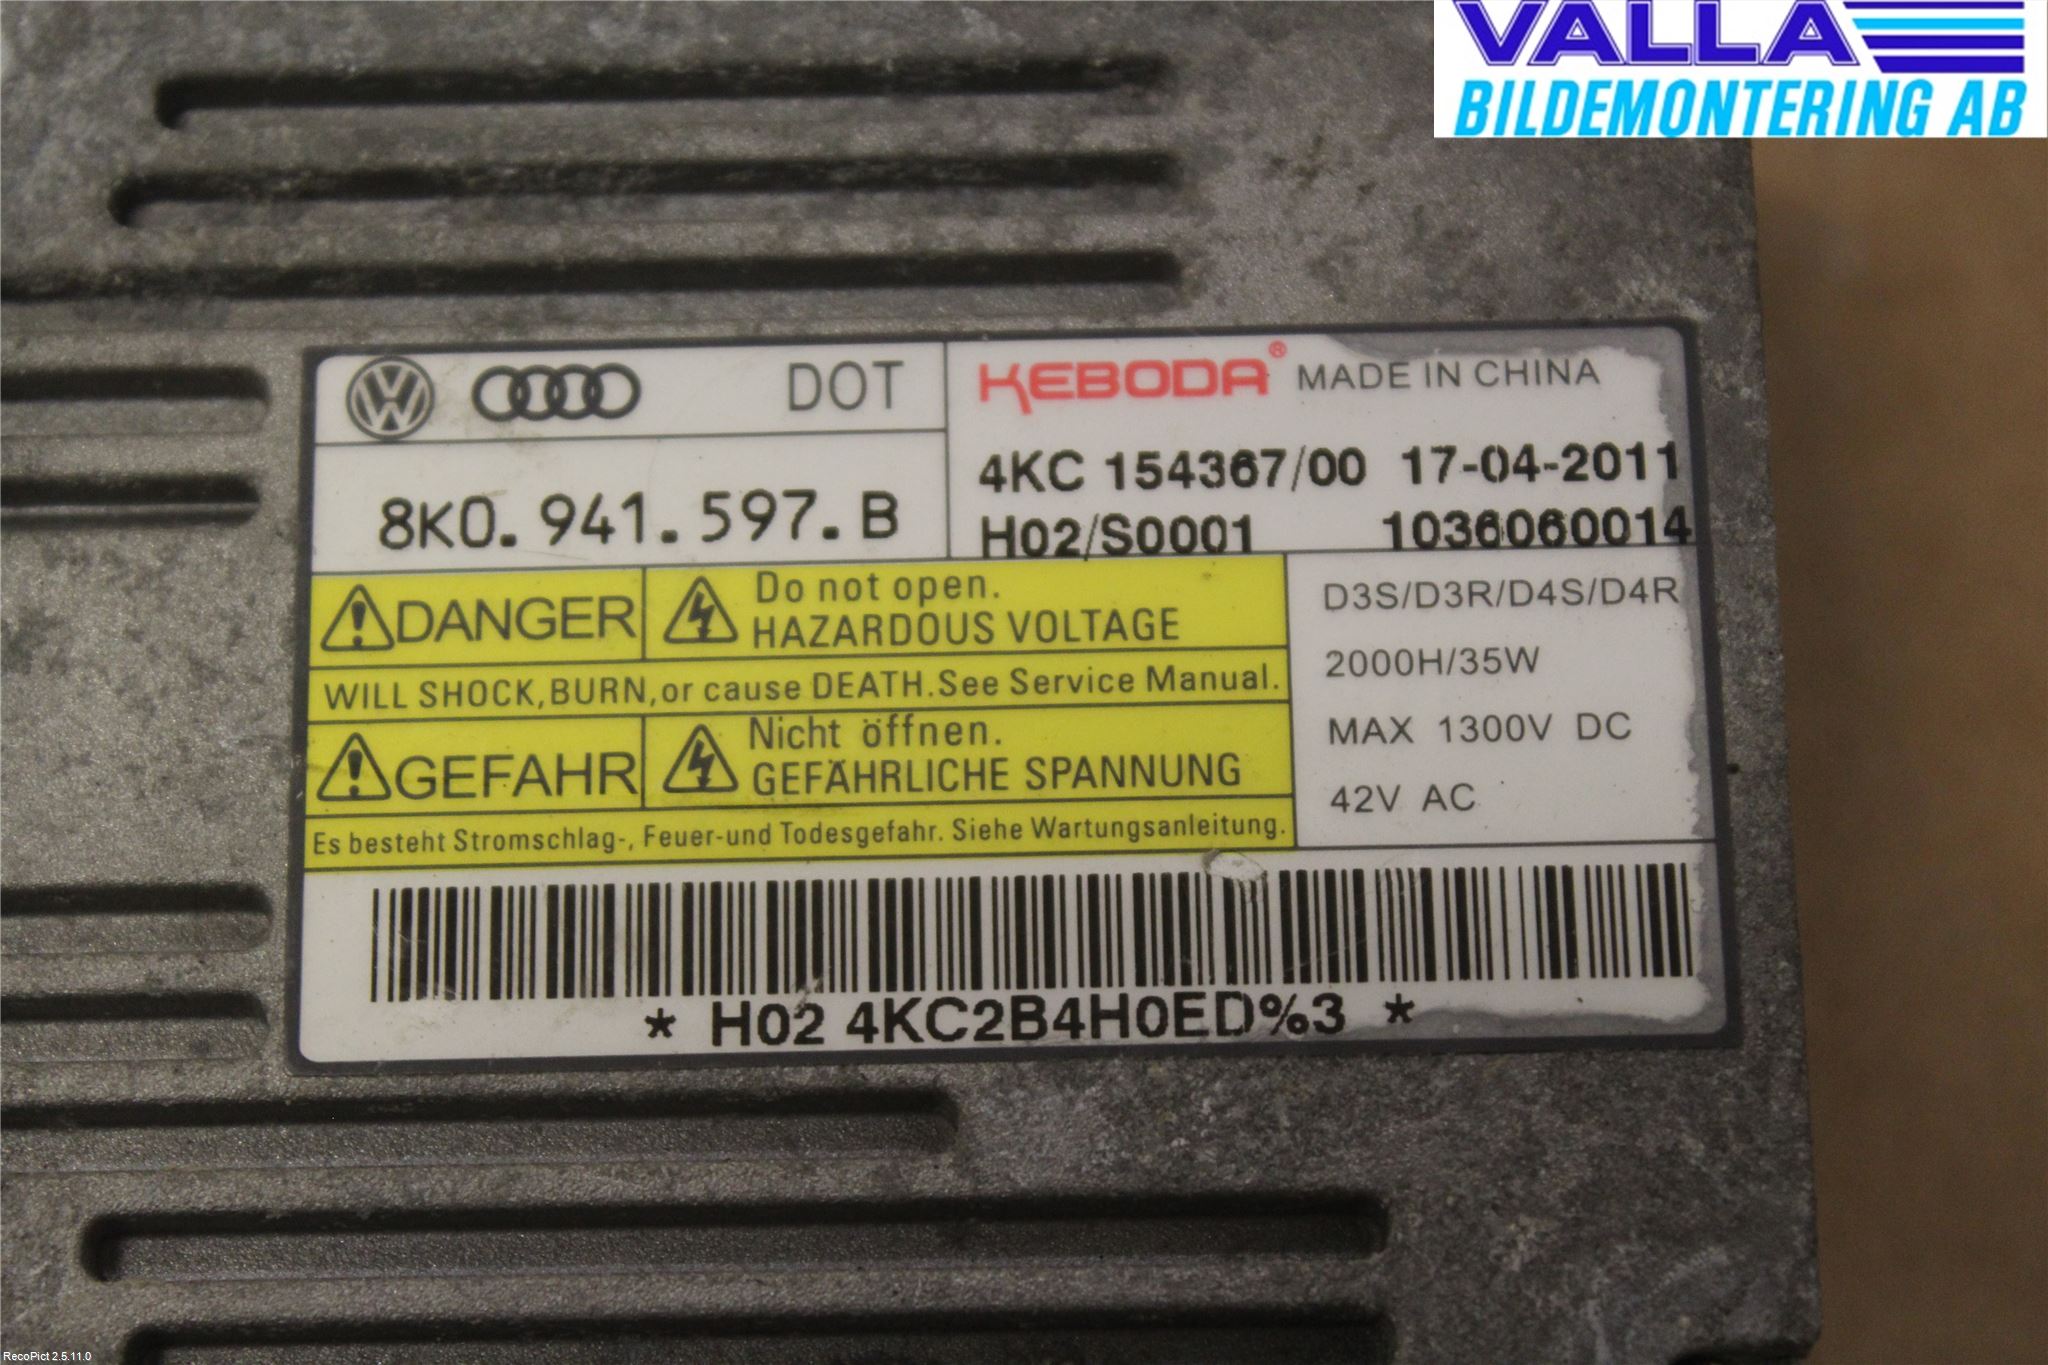 VALLA
BILDEMONTERING AB
DOT
KEBODA® MADE IN CHINA
8K0. 941. 597. B
4KC 154367/00 17-04-2011
H02/S0001 1036060014
DANGER
Do not open.
HAZARDOUS VOLTAGE
WILL SHOCK, BURN, or cause DEATH. See Service Manual.
GEFAHR
Nicht öffnen.
GEFÄHRLICHE SPANNUNG
Es besteht Stromschlag-, Feuer-und Todesgefahr. Siehe Wartungsanleitung.
D3S/D3R/D4S/D4R
2000H/35W
MAX 1300V DC
42V AC
* H02 4KC2B4H0ED%3 *
RecoPict 2.5.11.0